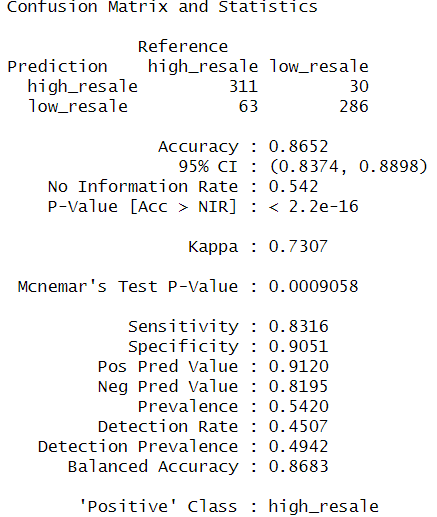 Confusion Matrix and Statistics
Reference
Prediction high_resale low_resale
high_resale 311 30
low_resale 63 286
Accuracy : 0.8652
95% CI : (0.8374, 0.8898)
No Information Rate : 0.542
P-Value [Acc > NIR] : < 2.2e-16
Kappa : 0.7307
Mcnemar's Test P-Value : 0.0009058
Sensitivity : 0.8316
Specificity : 0.9051
Pos Pred Value : 0.9120
Neg Pred Value : 0.8195
Prevalence : 0.5420
Detection Rate : 0.4507
Detection Prevalence : 0.4942
Balanced Accuracy : 0.8683
'Positive' Class : high_resale